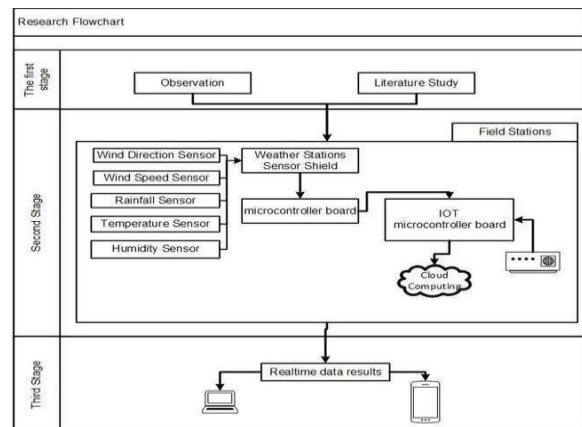 Research Flowchart
The first
stage
Observation
Literature Study
Second Stage
Field Stations
Wind Direction Sensor
Wind Speed Sensor
Rainfall Sensor
Temperature Sensor
Humidity Sensor
Weather Stations
Sensor Shield
microcontroller board
IOT
microcontroller board
Cloud
Computing
Third Stage
Realtime data results